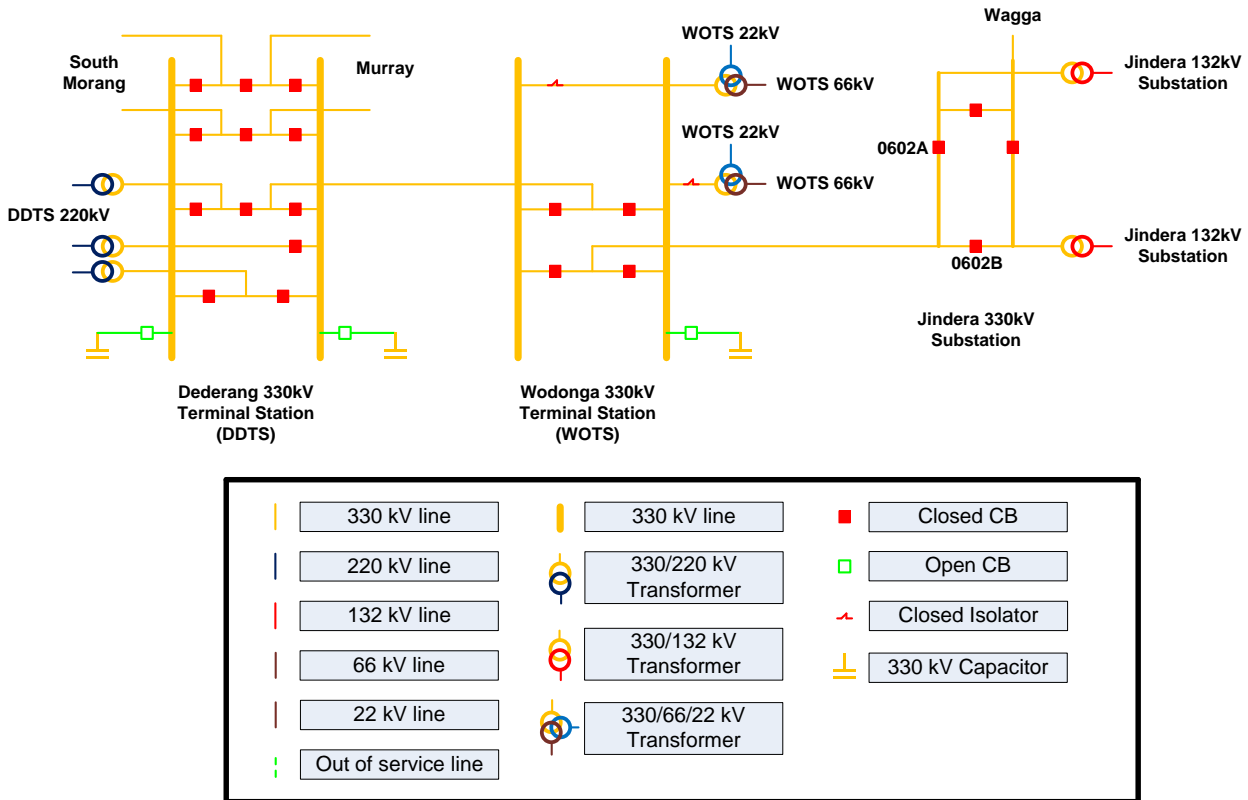 WOTS 22kV
Wagga
South
Morang
Murray
Jindera 132kV
Substation
WOTS 66kV
WOTS 22kV
0602A
WOTS 66kV
DDTS 220kV
Jindera 132kV
Substation
0602B
Jindera 330kV
Substation
Dederang 330kV
Terminal Station
(DDTS)
Wodonga 330kV
Terminal Station
(WOTS)
330 kV line
220 kV line
132 kV line
66 kV line
22 kV line
Out of service line
330 kV line
330/220 kV
Transformer
330/132 kV
Transformer
330/66/22 kV
Transformer
Closed CB
Open CB
Closed Isolator
330 kV Capacitor